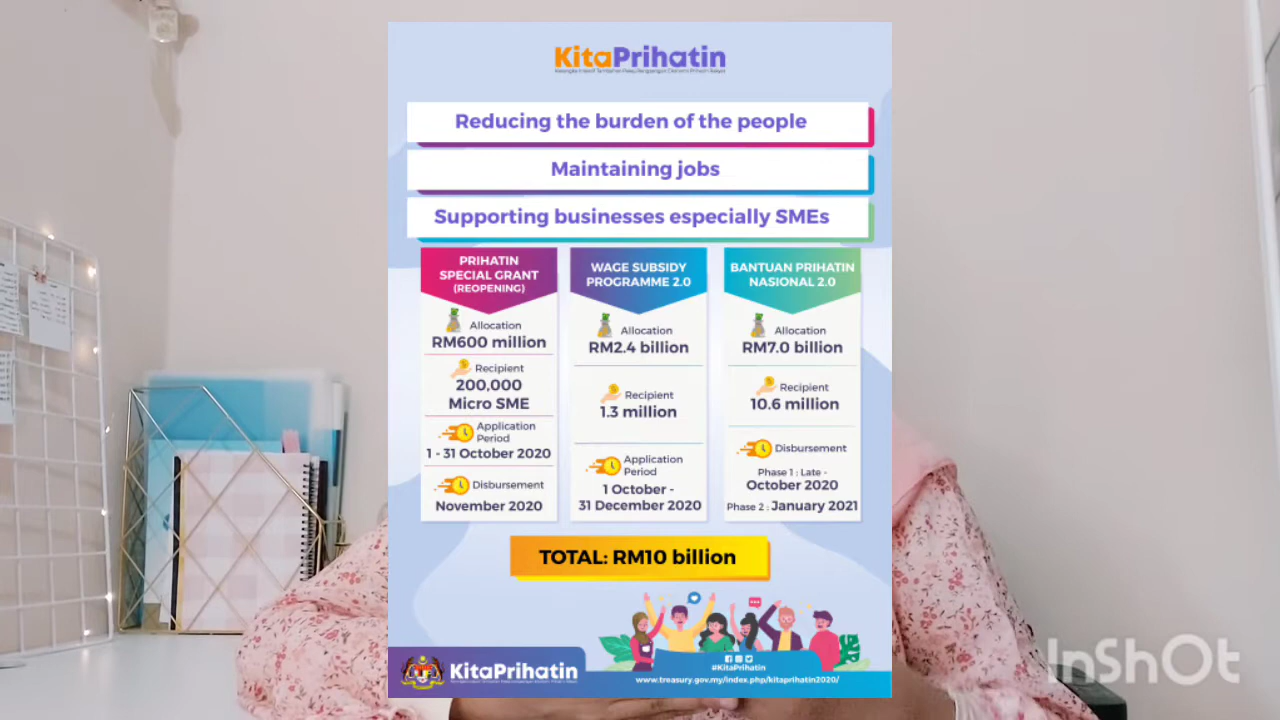 KitaPrihatin
Reducing the burden of the people
Maintaining jobs
Supporting businesses especially SMEs
PRIHATIN
SPECIAL GRANT
(REOPENING)
Allocation
RM600 million
Recipient
200,000
Micro SME
Application
Period
1 - 31 October 2020
Disbursement
November 2020
WAGE SUBSIDY
PROGRAMME 2.0
Allocation
RM2.4 billion
Recipient
1.3 million
Application
Period
1 October -
31 December 2020
BANTUAN PRIHATIN
NASIONAL 2.0
Allocation
RM7.0 billion
Recipient
10.6 million
Disbursement
Phase 1 : Late -
October 2020
Phase 2 : January 2021
TOTAL: RM10 billion
KitaPrihatin
#KitaPrihatin
www.treasury.gov.my/index.php/kitaprihatin2020/
InShOt